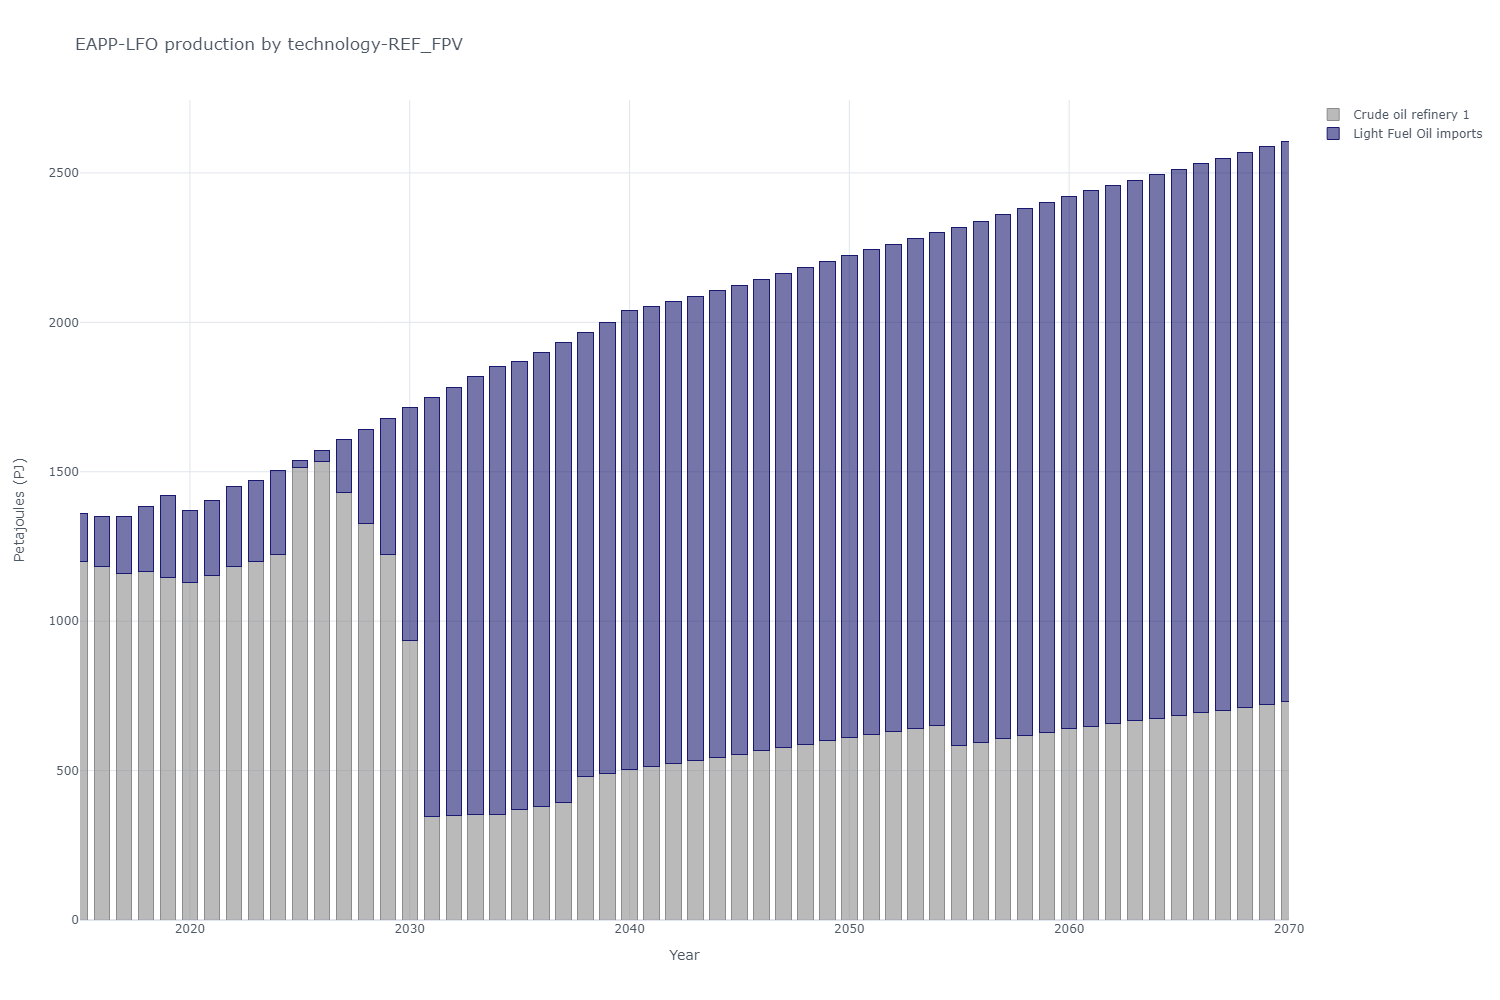 EAPP-LFO production by technology-REF_FPV
Crude oil refinery 1
Light Fuel Oil imports
2500
2000
1500
1000
500
0
Petajoules (PJ)
2020 2030 2040 2050 2060 2070
Year